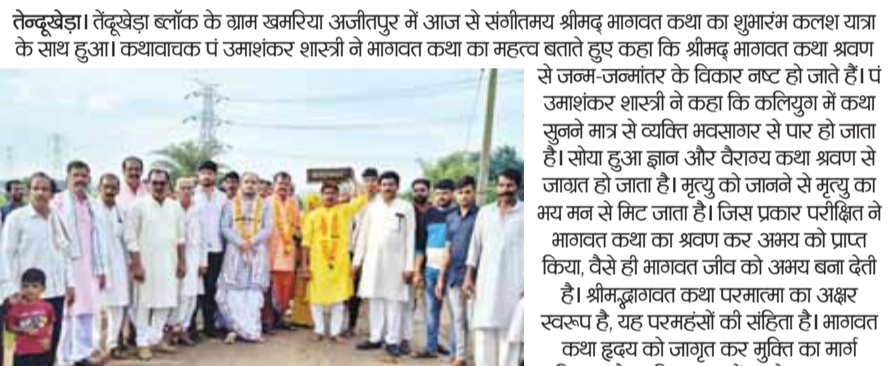 तेन्दूखेड़ा। तेंदूखेड़ा ब्लॉक के ग्राम खमरिया अजीतपुर में आज से संगीतमय श्रीमद् भागवत कथा का शुभारंभ कलश यात्रा
के साथ हुआ। कथावाचक पं उमाशंकर शास्त्री ने भागवत कथा का महत्व बताते हुए कहा कि श्रीमद् भागवत कथा श्रवण
से जन्म-जन्मांतर के विकार नष्ट हो जाते हैं। पं
उमाशंकर शास्त्री ने कहा कि कलियुग में कथा
सुनने मात्र से व्यक्ति भवसागर से पार हो जाता
है। सोया हुआ ज्ञान और वैराग्य कथा श्रवण से
जाग्रत हो जाता है। मृत्यु को जानने से मृत्यु का
भय मन से मिट जाता है। जिस प्रकार परीक्षित ने
भागवत कथा का श्रवण कर अभय को प्राप्त
किया, वैसे ही भागवत जीव को अभय बना देती
है। श्रीमद्भागवत कथा परमात्मा का अक्षर
स्वरूप है, यह परमहंसों की संहिता है। भागवत
कथा हृदय को जागृत कर मुक्ति का मार्ग